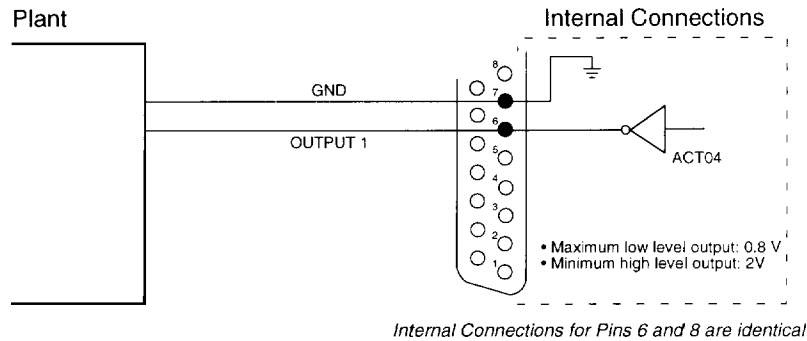 Plant
Internal Connections
8
GND
7
6
OUTPUT 1
5
ACT04
4
3
2
• Maximum low level output: 0.8 V
• Minimum high level output: 2V
1
Internal Connections for Pins 6 and 8 are identical